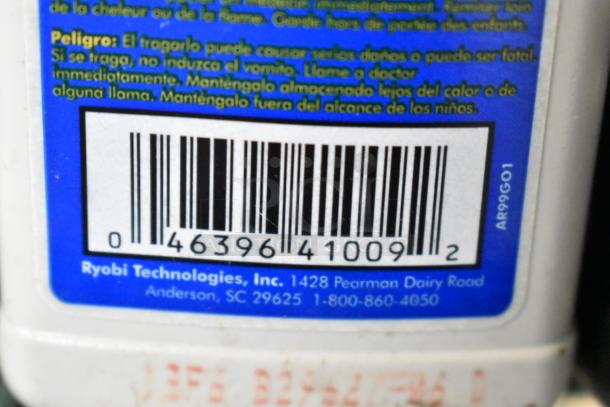 de la chaleur ou de la flamme. Garde hors de portée des enfants.
Peligro: El tragarlo puede causar serios daños o puede ser fatal.
Si se traga, no induzca el vomito. Llame a doctor
immediatamente. Manténgalo almacenado lejos del calor o de
alguna llama. Manténgalo fuera del alcance de los niños.
AR99G01
0 46396 41009 2
Ryobi Technologies, Inc. 1428 Pearman Dairy Road
Anderson, SC 29625 1-800-860-4050